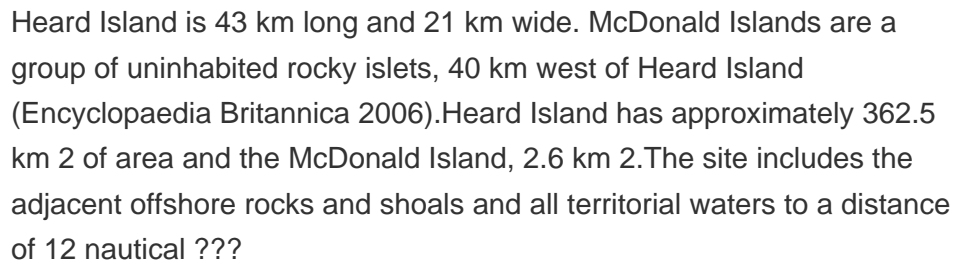 Heard Island is 43 km long and 21 km wide. McDonald Islands are a
group of uninhabited rocky islets, 40 km west of Heard Island
(Encyclopaedia Britannica 2006).Heard Island has approximately 362.5
km 2 of area and the McDonald Island, 2.6 km 2.The site includes the
adjacent offshore rocks and shoals and all territorial waters to a distance
of 12 nautical ???